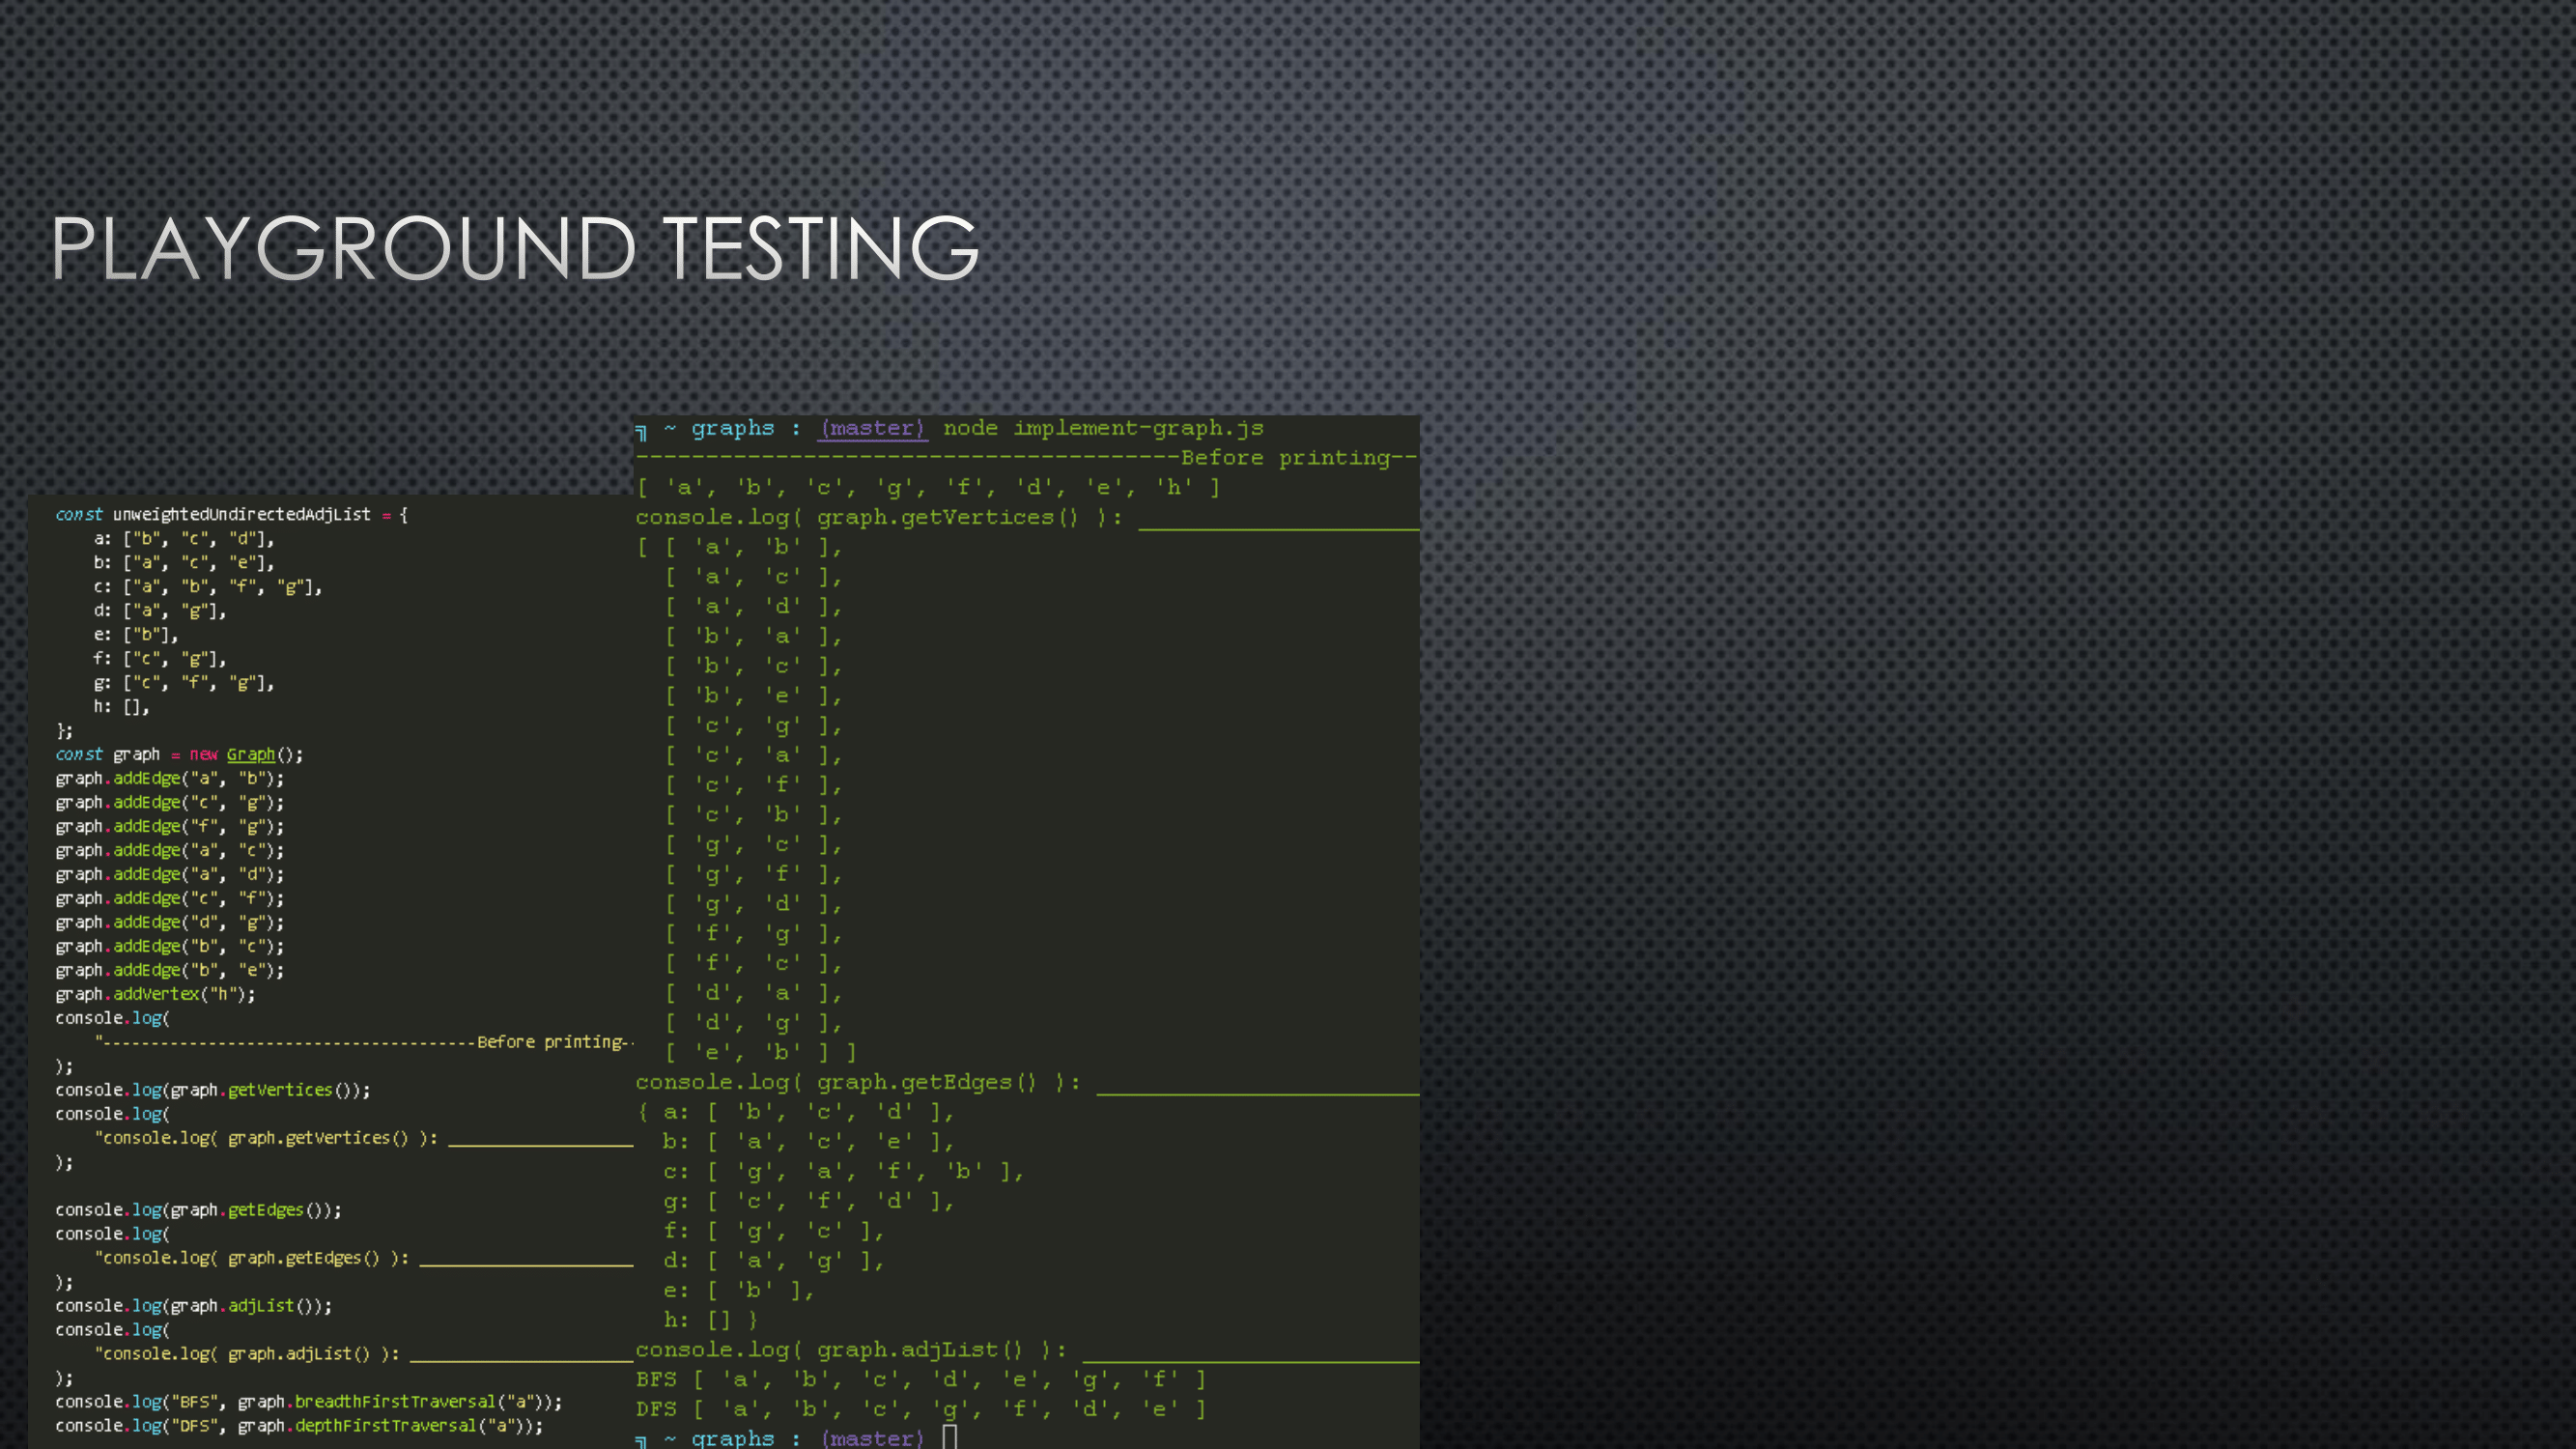 PLAYGROUND TESTING
const unweightedUndirectedAdjList = {
    a: ["b", "c", "d"],
    b: ["a", "c", "e"],
    c: ["a", "b", "f", "g"],
    d: ["a", "g"],
    e: ["b"],
    f: ["c", "g"],
    g: ["c", "f", "g"],
    h: [],
};
const graph = new Graph();
graph.addEdge("a", "b");
graph.addEdge("c", "g");
graph.addEdge("f", "g");
graph.addEdge("a", "c");
graph.addEdge("a", "d");
graph.addEdge("c", "f");
graph.addEdge("d", "g");
graph.addEdge("b", "c");
graph.addEdge("b", "e");
graph.addVertex("h");
console.log(
    "---------------------------------------Before printing--
);
console.log(graph.getVertices());
console.log(
    "console.log( graph.getVertices() ): ____________________
);

console.log(graph.getEdges());
console.log(
    "console.log( graph.getEdges() ): _______________________
);
console.log(graph.adjList());
console.log(
    "console.log( graph.adjList() ): ________________________
);
console.log("BFS", graph.breadthFirstTraversal("a"));
console.log("DFS", graph.depthFirstTraversal("a"));
╗ ~ graphs : (master) node implement-graph.js
---------------------------------------Before printing--
[ 'a', 'b', 'c', 'g', 'f', 'd', 'e', 'h' ]
console.log( graph.getVertices() ): ____________________
[ [ 'a', 'b' ],
  [ 'a', 'c' ],
  [ 'a', 'd' ],
  [ 'b', 'a' ],
  [ 'b', 'c' ],
  [ 'b', 'e' ],
  [ 'c', 'g' ],
  [ 'c', 'a' ],
  [ 'c', 'f' ],
  [ 'c', 'b' ],
  [ 'g', 'c' ],
  [ 'g', 'f' ],
  [ 'g', 'd' ],
  [ 'f', 'g' ],
  [ 'f', 'c' ],
  [ 'd', 'a' ],
  [ 'd', 'g' ],
  [ 'e', 'b' ] ]
console.log( graph.getEdges() ): _______________________
{ a: [ 'b', 'c', 'd' ],
  b: [ 'a', 'c', 'e' ],
  c: [ 'g', 'a', 'f', 'b' ],
  g: [ 'c', 'f', 'd' ],
  f: [ 'g', 'c' ],
  d: [ 'a', 'g' ],
  e: [ 'b' ],
  h: [] }
console.log( graph.adjList() ): ________________________
BFS [ 'a', 'b', 'c', 'd', 'e', 'g', 'f' ]
DFS [ 'a', 'b', 'c', 'g', 'f', 'd', 'e' ]
╗ ~ graphs : (master)